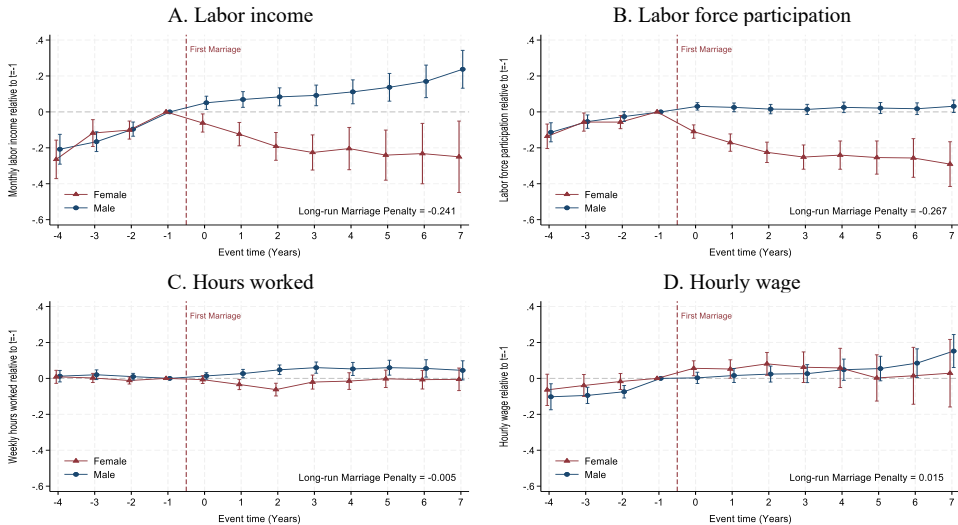 A. Labor income
Monthly labor income relative to t=-1
.4
.2
0
-.2
-.4
-.6
First Marriage
Female
Male
Long-run Marriage Penalty = -0.241
-4 -3 -2 -1 0 1 2 3 4 5 6 7
Event time (Years)
B. Labor force participation
Labor force participation relative to t=-1
.4
.2
0
-.2
-.4
-.6
First Marriage
Female
Male
Long-run Marriage Penalty = -0.267
-4 -3 -2 -1 0 1 2 3 4 5 6 7
Event time (Years)
C. Hours worked
Weekly hours worked relative to t=-1
.4
.2
0
-.2
-.4
-.6
First Marriage
Female
Male
Long-run Marriage Penalty = -0.005
-4 -3 -2 -1 0 1 2 3 4 5 6 7
Event time (Years)
D. Hourly wage
Hourly wage relative to t=-1
.4
.2
0
-.2
-.4
-.6
First Marriage
Female
Male
Long-run Marriage Penalty = 0.015
-4 -3 -2 -1 0 1 2 3 4 5 6 7
Event time (Years)